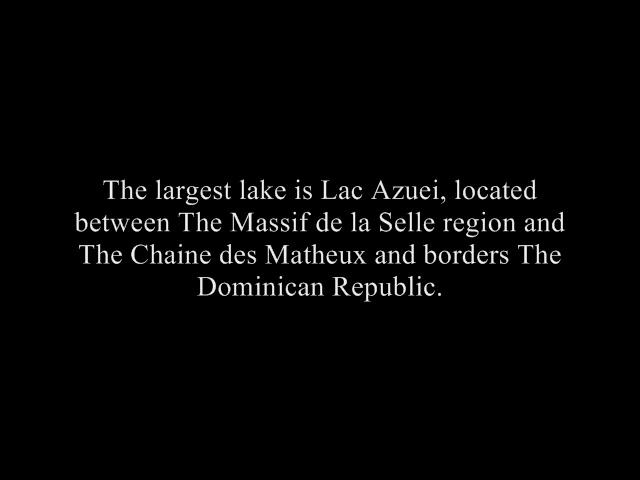 The largest lake is Lac Azuei, located
between The Massif de la Selle region and
The Chaine des Matheux and borders The
Dominican Republic.